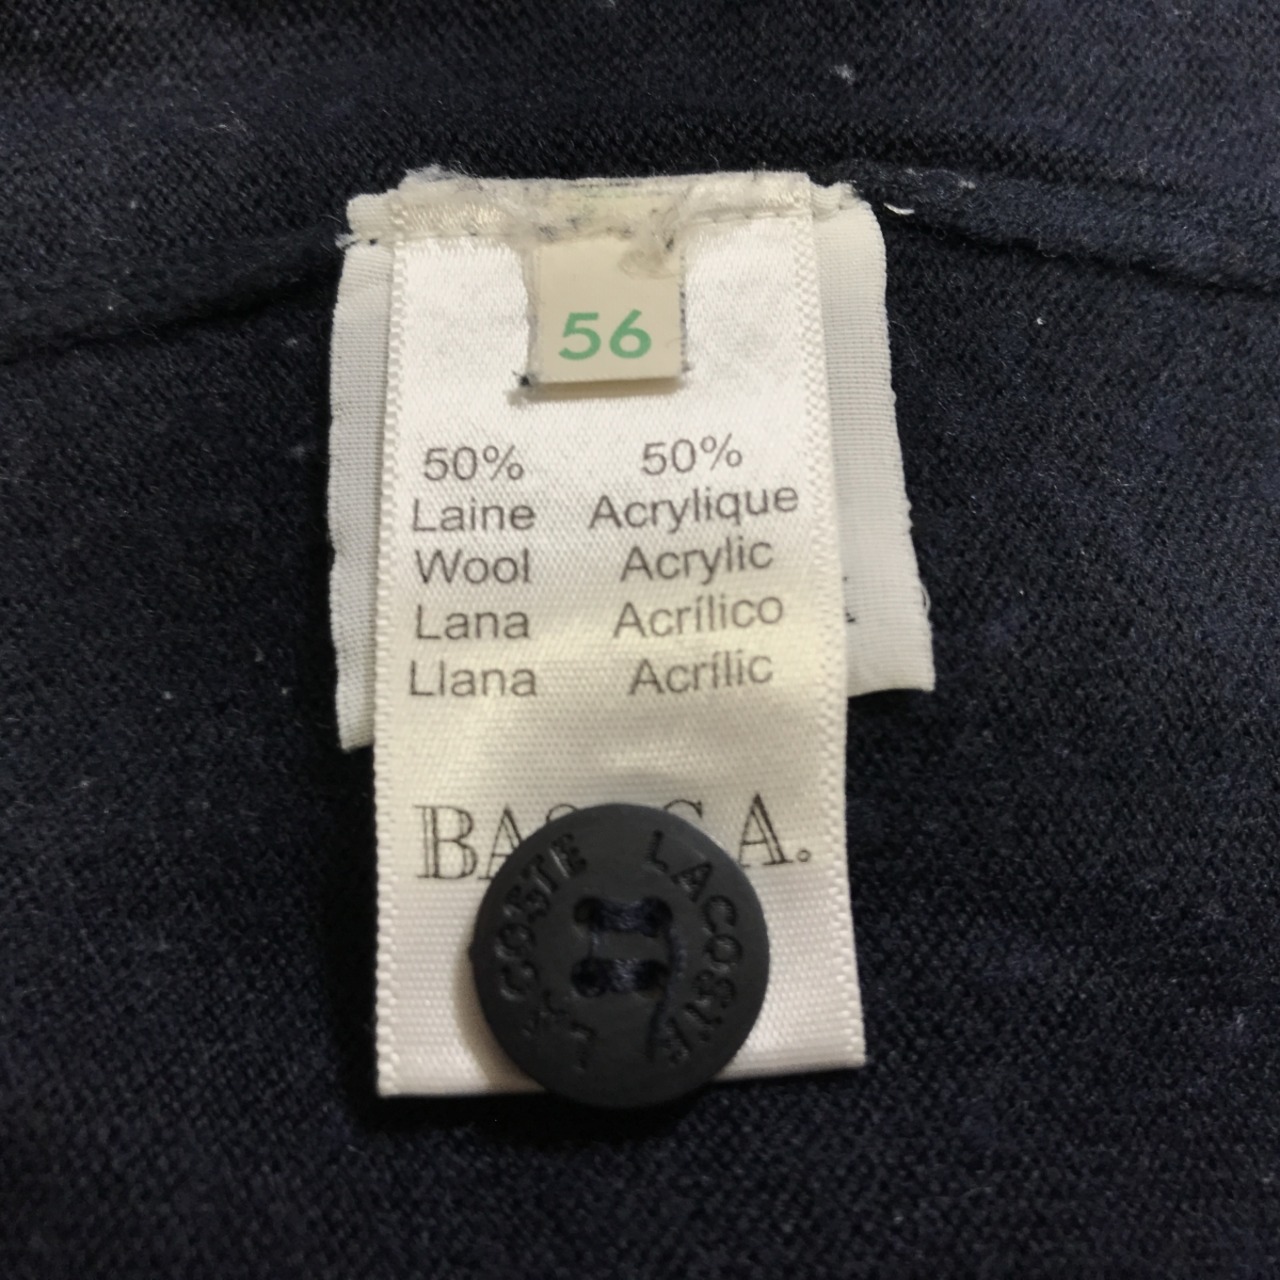 56
50% 50%
Laine Acrylique
Wool Acrylic
Lana Acrílico
Llana Acrílic
LACOSTE LACOSTE